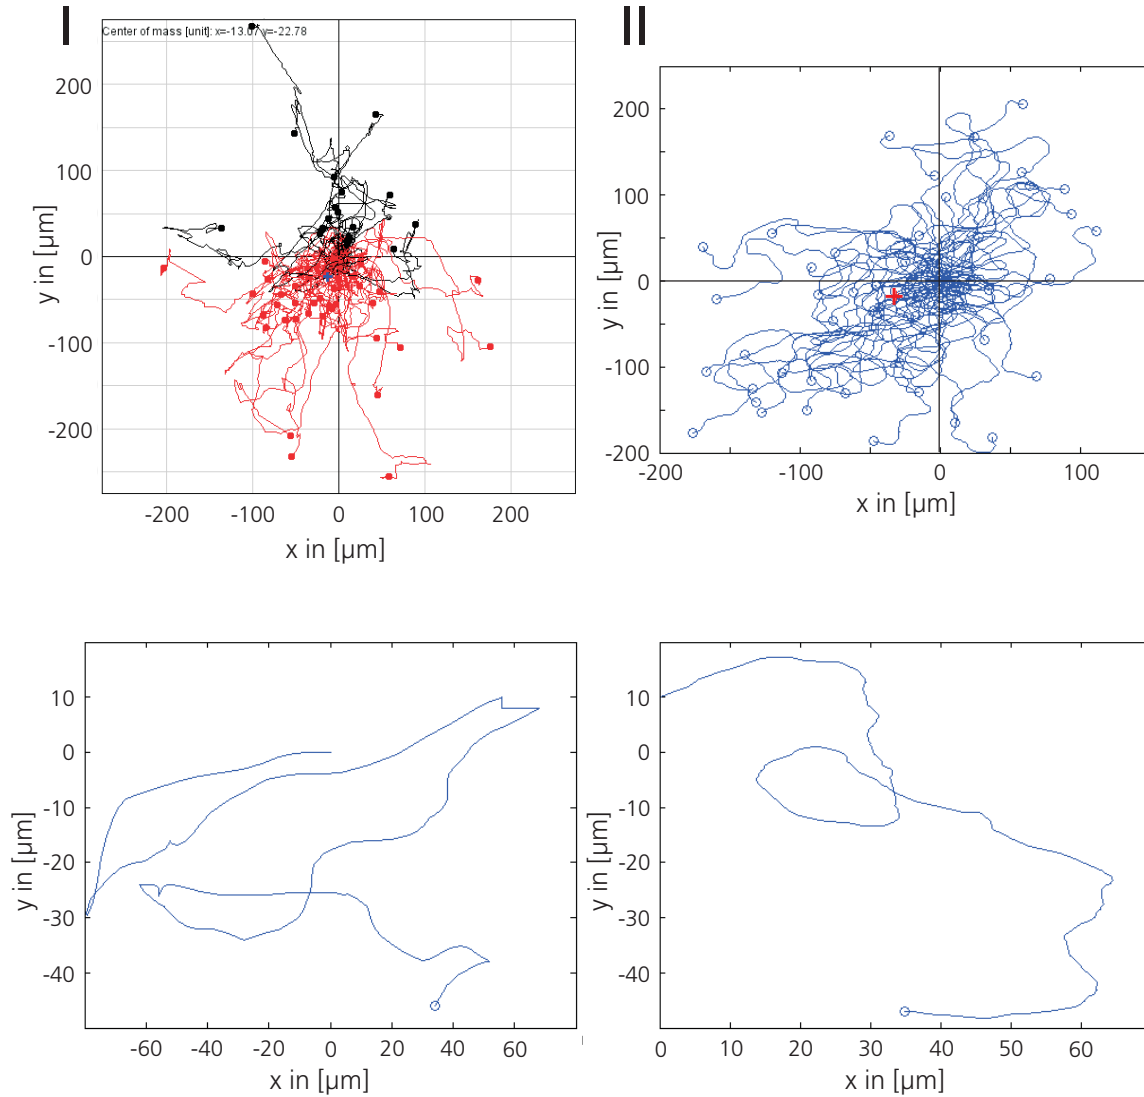 I
II
Center of mass [unit]: x=-13.07 y=-22.78
200
100
0
-100
-200
y in [µm]
-200 -100 0 100 200
x in [µm]
200
100
0
-100
-200
y in [µm]
-200 -100 0 100
x in [µm]
10
0
-10
-20
-30
-40
y in [µm]
-60 -40 -20 0 20 40 60
x in [µm]
10
0
-10
-20
-30
-40
y in [µm]
0 10 20 30 40 50 60
x in [µm]